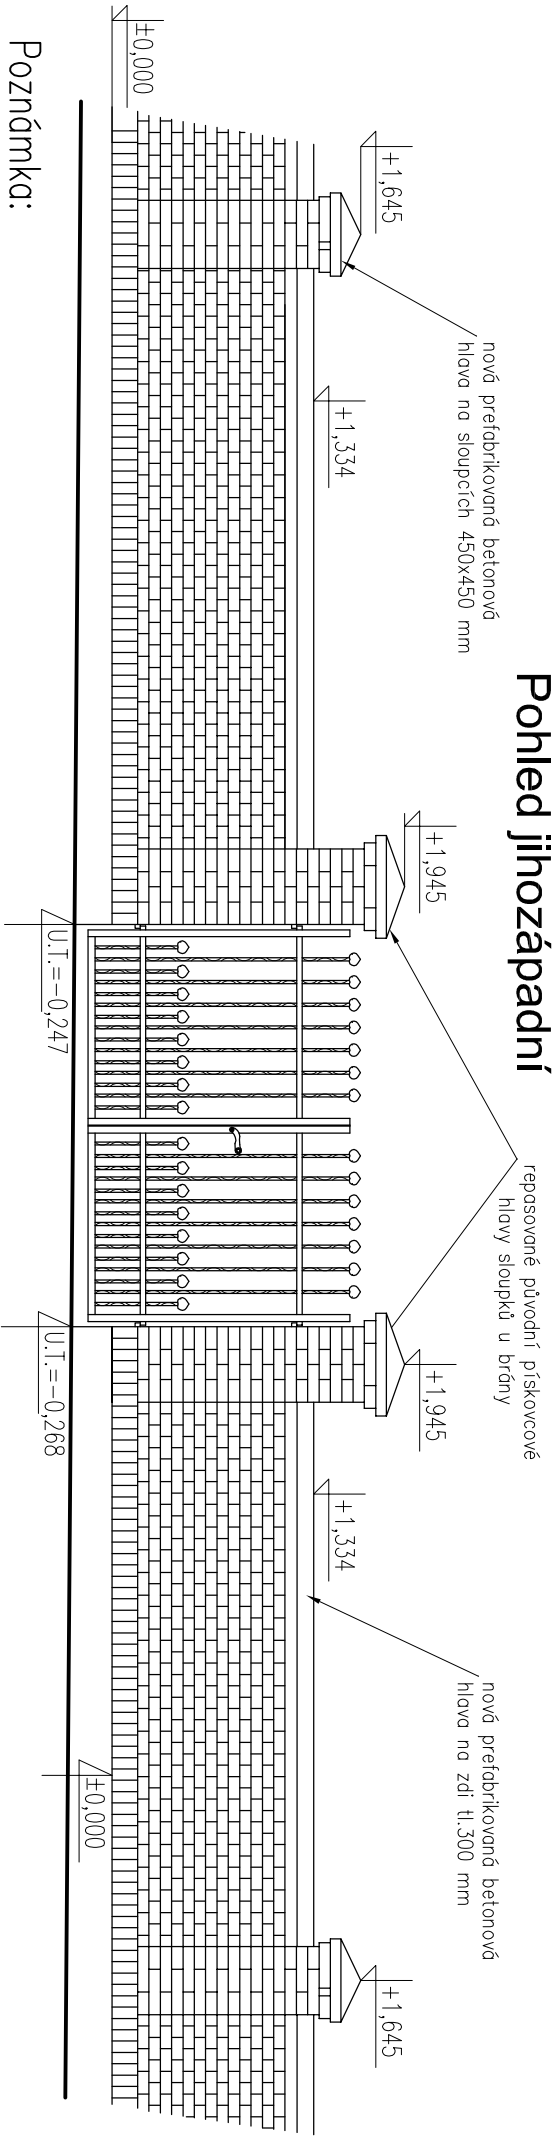 Pohled jihozápadní
nová prefabrikovaná betonová
hlava na sloupcích 450x450 mm
repasované původní pískovcové
hlavy sloupků u brány
nová prefabrikovaná betonová
hlava na zdi tl.300 mm
+1,645
+1,334
+1,945
+1,945
+1,334
+1,645
±0,000
U.T.=-0,247
U.T.=-0,268
±0,000
Poznámka: